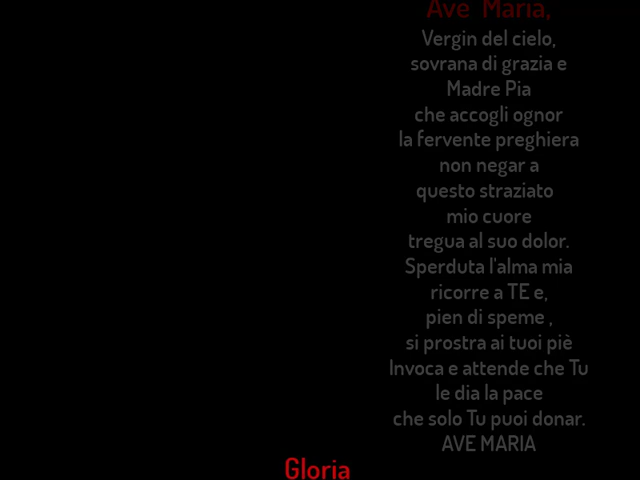 Ave Maria,
Vergin del cielo,
sovrana di grazia e
Madre Pia
che accogli ognor
la fervente preghiera
non negar a
questo straziato
mio cuore
tregua al suo dolor.
Sperduta l'alma mia
ricorre a TE e,
pien di speme ,
si prostra ai tuoi piè
Invoca e attende che Tu
le dia la pace
che solo Tu puoi donar.
AVE MARIA
Gloria